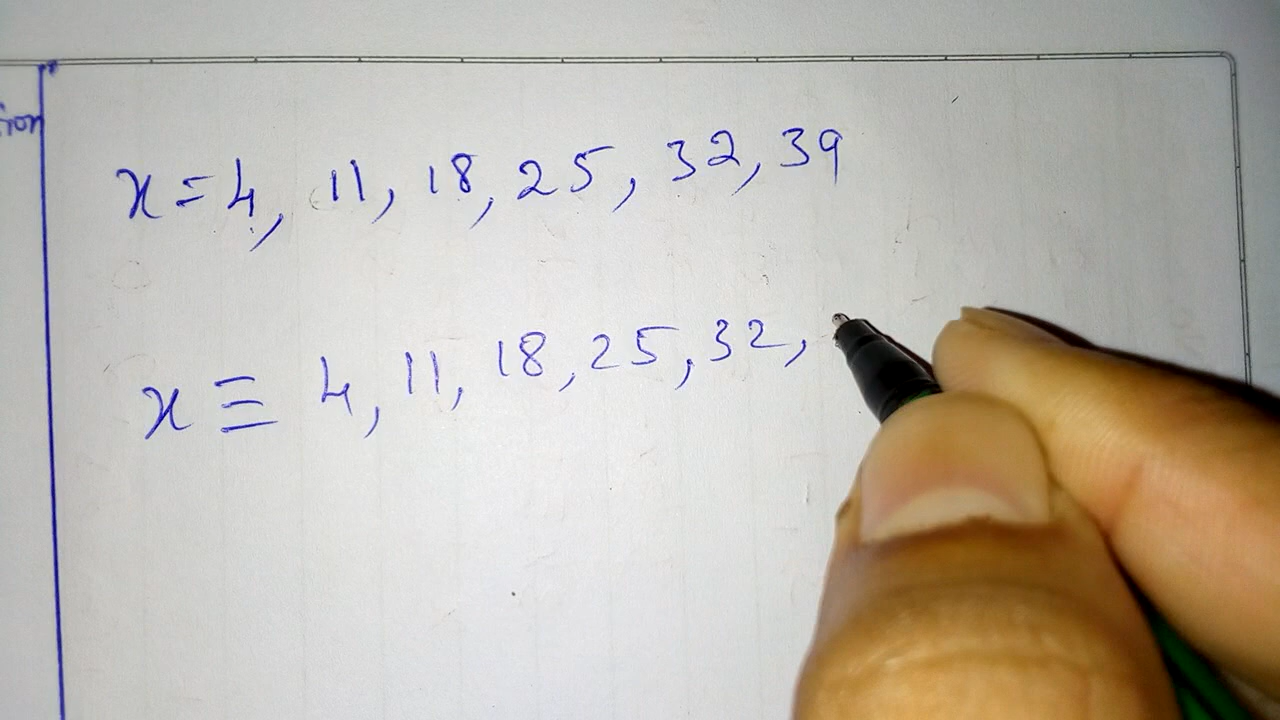 x = 4, 11, 18, 25, 32, 39
x ≡ 4, 11, 18, 25, 32,